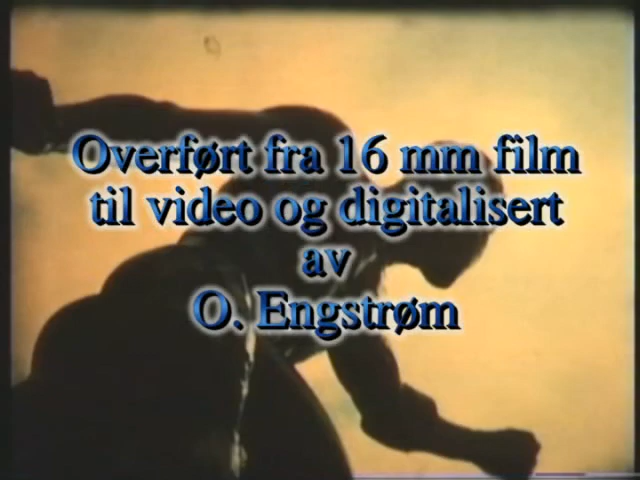 Overført fra 16 mm film
til video og digitalisert
av
O. Engstrøm